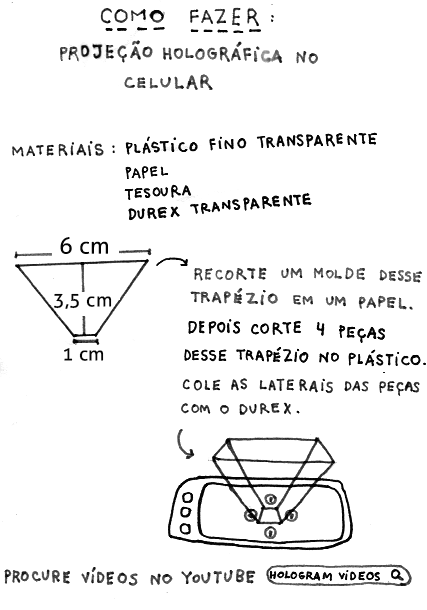 COMO FAZER:
PROJEÇÃO HOLOGRÁFICA NO
CELULAR
MATERIAIS: PLÁSTICO FINO TRANSPARENTE
PAPEL
TESOURA
DUREX TRANSPARENTE
6 cm
3,5 cm
1 cm
RECORTE UM MOLDE DESSE
TRAPÉZIO EM UM PAPEL.
DEPOIS CORTE 4 PEÇAS
DESSE TRAPÉZIO NO PLÁSTICO.
COLE AS LATERAIS DAS PEÇAS
COM O DUREX.
PROCURE VÍDEOS NO YOUTUBE HOLOGRAM VIDEOS